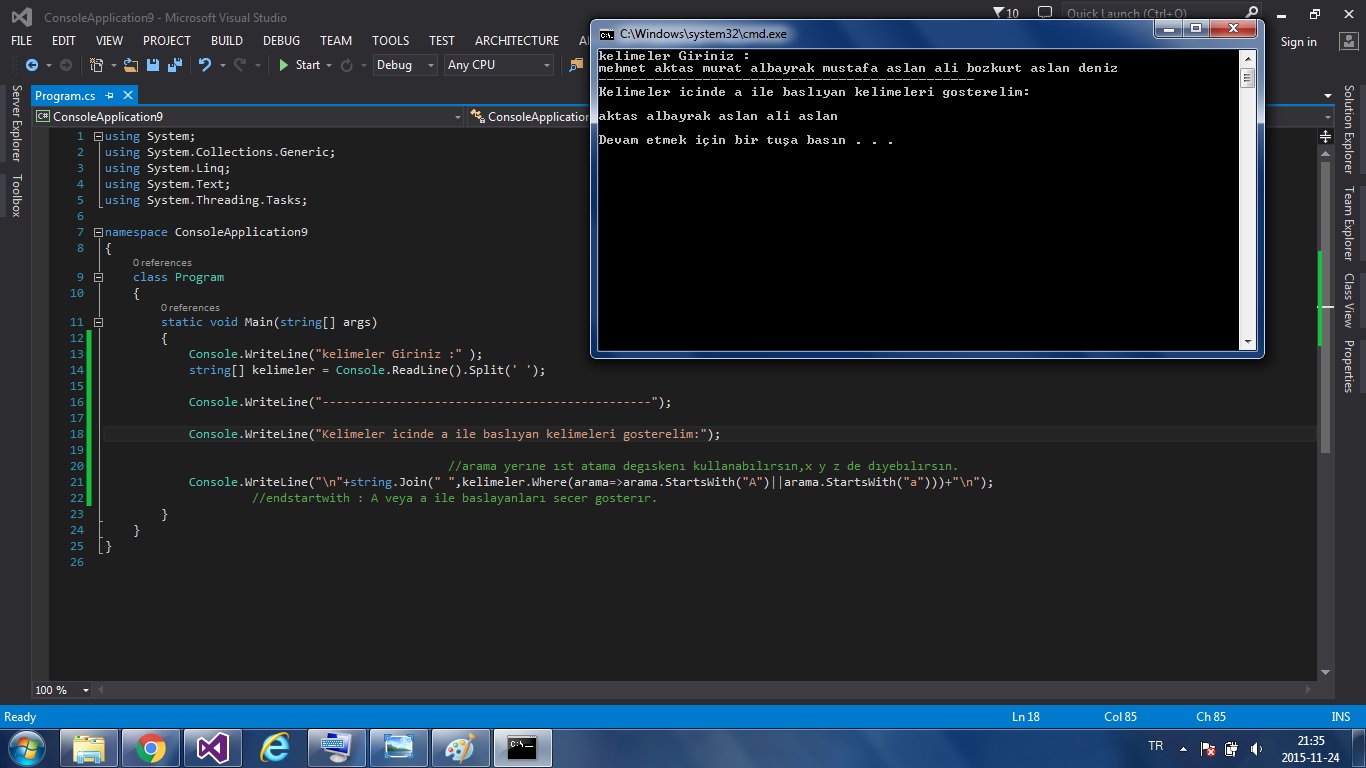 ConsoleApplication9 - Microsoft Visual Studio
10
Quick Launch (Ctrl+Q)
FILE EDIT VIEW PROJECT BUILD DEBUG TEAM TOOLS TEST ARCHITECTURE
Sign in
Start Debug Any CPU
Program.cs
ConsoleApplication9
ConsoleApplication
Server Explorer
Toolbox
1 using System;
2 using System.Collections.Generic;
3 using System.Linq;
4 using System.Text;
5 using System.Threading.Tasks;
6
7 namespace ConsoleApplication9
8 {
0 references
9 class Program
10 {
0 references
11 static void Main(string[] args)
12 {
13 Console.WriteLine("kelimeler Giriniz :" );
14 string[] kelimeler = Console.ReadLine().Split(' ');
15
16 Console.WriteLine("-----------------------------------------------");
17
18 Console.WriteLine("Kelimeler icinde a ile baslıyan kelimeleri gosterelim:");
19
20 //arama yerıne ıst atama degıskenı kullanabılırsın,x y z de dıyebılırsın.
21 Console.WriteLine("\n"+string.Join(" ",kelimeler.Where(arama=>arama.StartsWith("A")||arama.StartsWith("a")))+"\n");
22 //endstartwith : A veya a ile baslayanları secer gosterır.
23 }
24 }
25 }
26
C:\Windows\system32\cmd.exe
kelimeler Giriniz :
mehmet aktas murat albayrak mustafa aslan ali bozkurt aslan deniz
-----------------------------------------------
Kelimeler icinde a ile baslıyan kelimeleri gosterelim:
aktas albayrak aslan ali aslan
Devam etmek için bir tuşa basın . . .
Solution Explorer
Team Explorer
Class View
Properties
100 %
Ready Ln 18 Col 85 Ch 85 INS
TR
21:35
2015-11-24